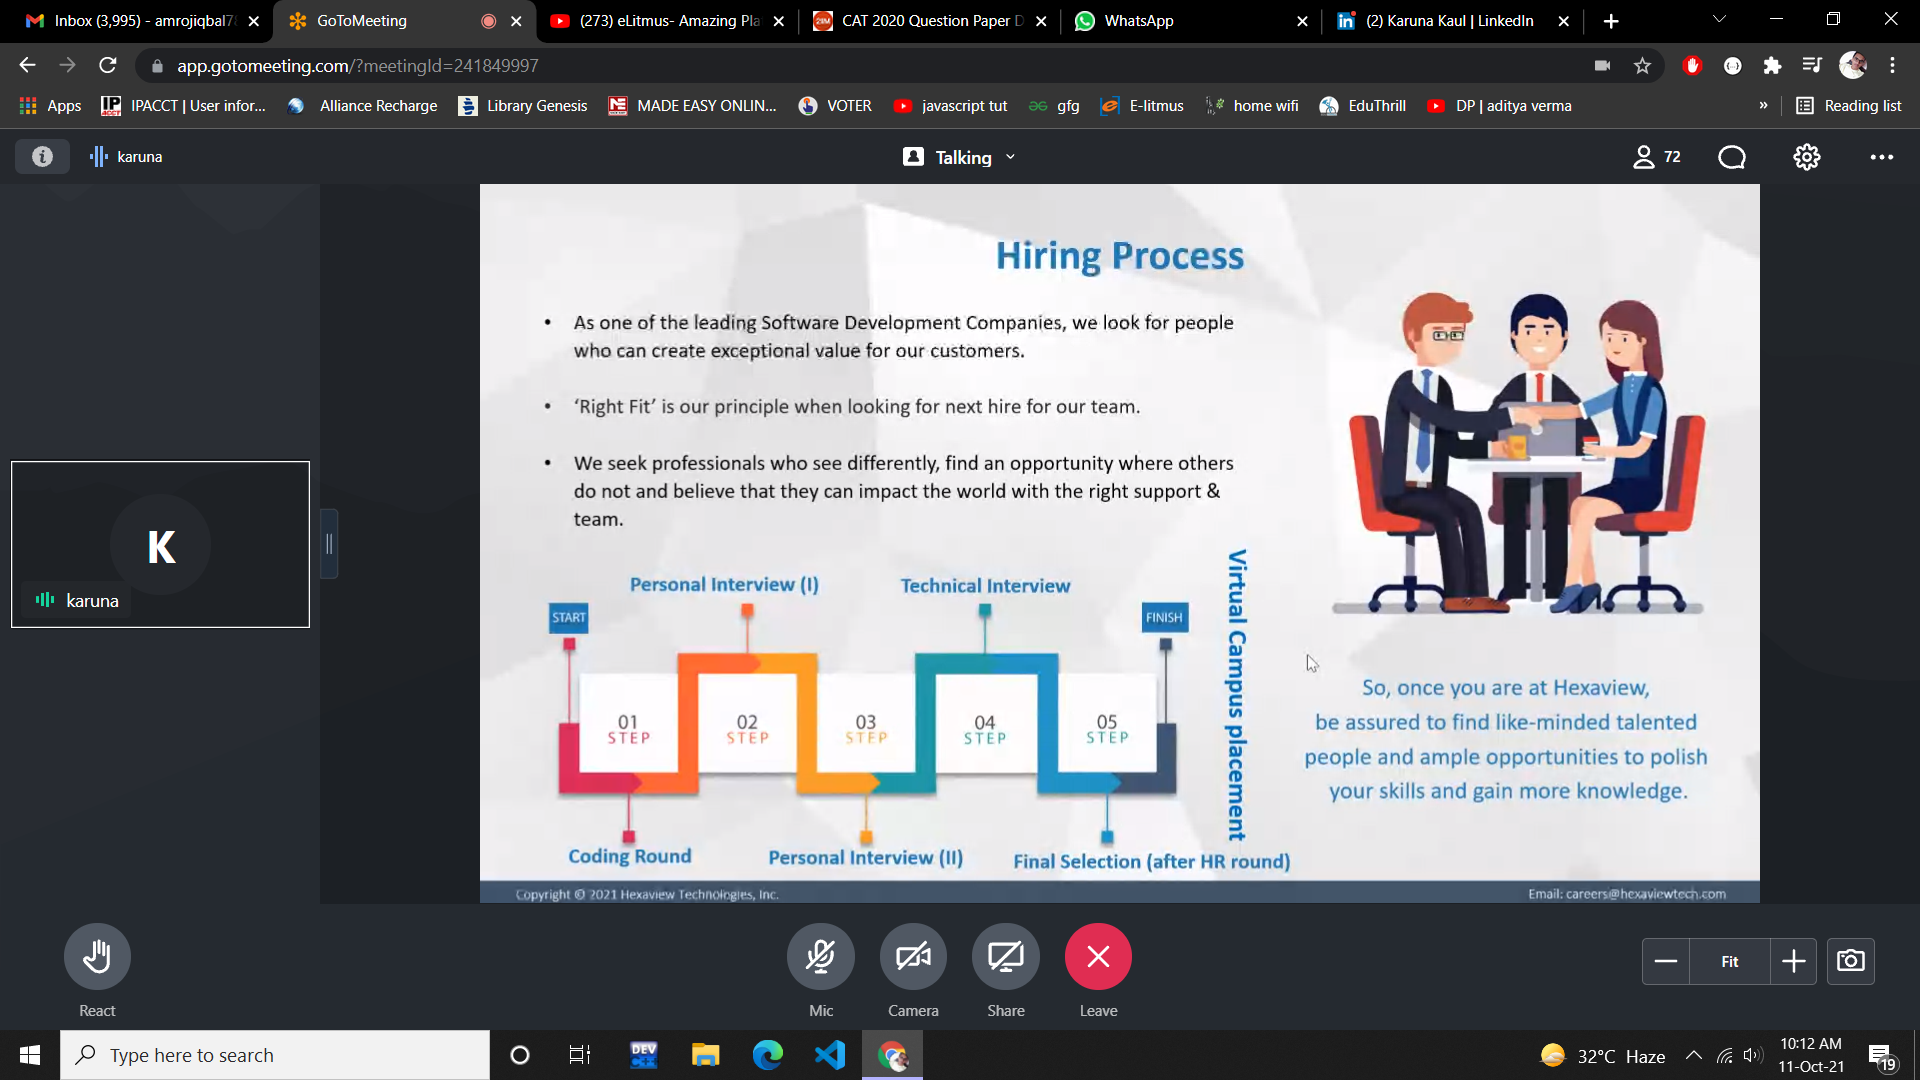 Inbox (3,995) - amrojiqbal78
GoToMeeting
(273) eLitmus- Amazing Pla
CAT 2020 Question Paper D
WhatsApp
(2) Karuna Kaul | LinkedIn
app.gotomeeting.com/?meetingId=241849997
Apps
IPACCT | User infor...
Alliance Recharge
Library Genesis
MADE EASY ONLIN...
VOTER
javascript tut
gfg
E-litmus
home wifi
EduThrill
DP | aditya verma
»
Reading list
karuna
Talking
72
Hiring Process
• As one of the leading Software Development Companies, we look for people
who can create exceptional value for our customers.
• ‘Right Fit’ is our principle when looking for next hire for our team.
• We seek professionals who see differently, find an opportunity where others
do not and believe that they can impact the world with the right support &
team.
K
karuna
Personal Interview (I)
Technical Interview
START
FINISH
01
STEP
02
STEP
03
STEP
04
STEP
05
STEP
Coding Round
Personal Interview (II)
Final Selection (after HR round)
Virtual Campus placement
So, once you are at Hexaview,
be assured to find like-minded talented
people and ample opportunities to polish
your skills and gain more knowledge.
Copyright © 2021 Hexaview Technologies, Inc.
Email: careers@hexaviewtech.com
React
Mic
Camera
Share
Leave
Fit
Type here to search
DEV
C++
32°C Haze
10:12 AM
11-Oct-21
19